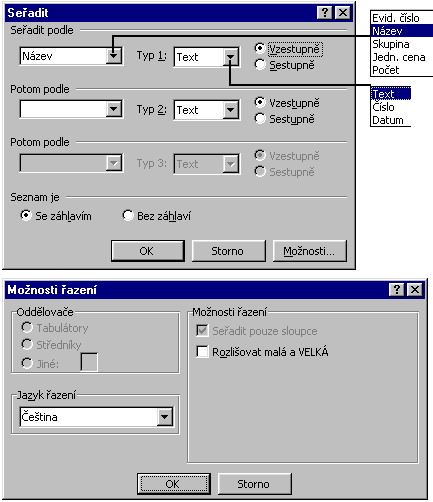 Seřadit
Seřadit podle
Název Typ 1: Text Vzestupně
Sestupně
Potom podle
Typ 2: Text Vzestupně
Sestupně
Potom podle
Typ 3: Text Vzestupně
Sestupně
Seznam je
Se záhlavím Bez záhlaví
OK Storno Možnosti...
Evid. číslo
Název
Skupina
Jedn. cena
Počet
Text
Číslo
Datum
Možnosti řazení
Oddělovače
Tabulátory
Středníky
Jiné:
Jazyk řazení
Čeština
Možnosti řazení
Seřadit pouze sloupce
Rozlišovat malá a VELKÁ
OK Storno